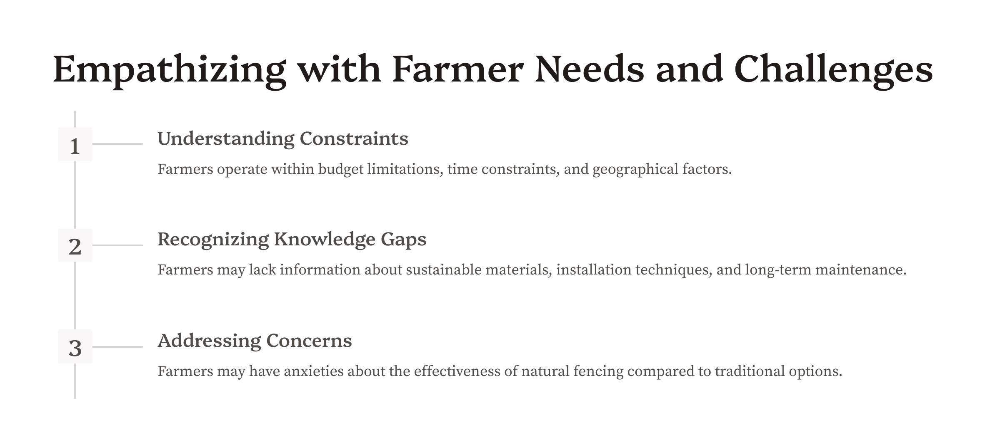 Empathizing with Farmer Needs and Challenges
1
Understanding Constraints
Farmers operate within budget limitations, time constraints, and geographical factors.
2
Recognizing Knowledge Gaps
Farmers may lack information about sustainable materials, installation techniques, and long-term maintenance.
3
Addressing Concerns
Farmers may have anxieties about the effectiveness of natural fencing compared to traditional options.